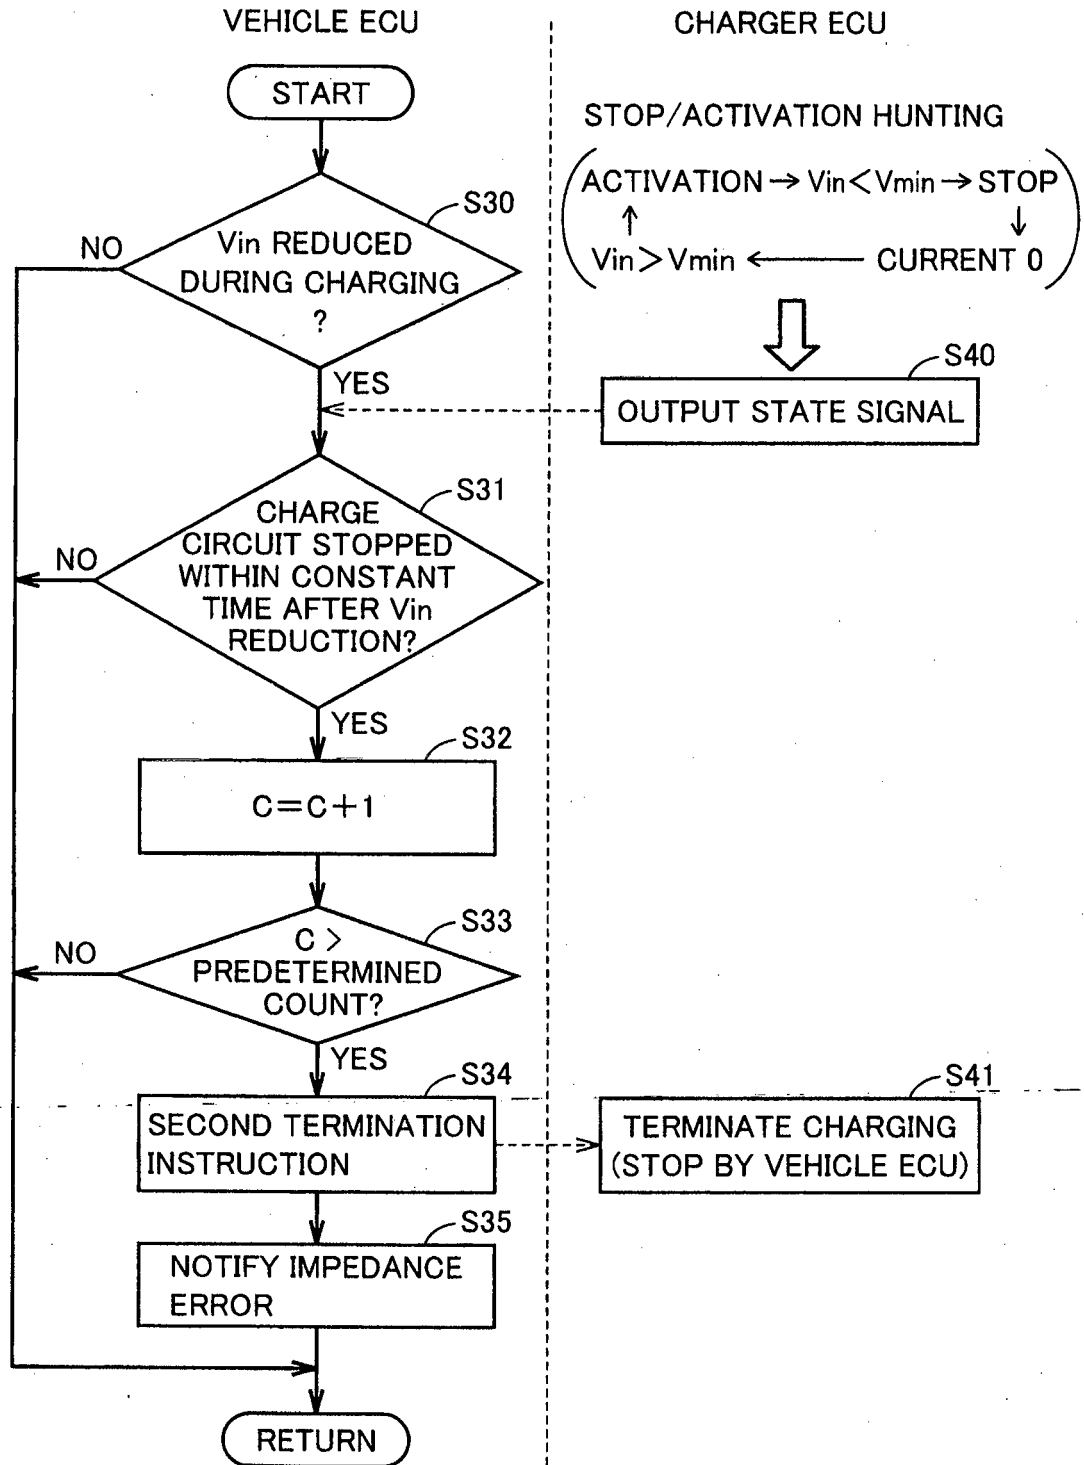 VEHICLE ECU
CHARGER ECU
START
STOP/ACTIVATION HUNTING
ACTIVATION → Vin<Vmin → STOP
↑ ↓
Vin>Vmin ← CURRENT 0
S30
NO
Vin REDUCED
DURING CHARGING
?
YES
S40
OUTPUT STATE SIGNAL
S31
NO
CHARGE
CIRCUIT STOPPED
WITHIN CONSTANT
TIME AFTER Vin
REDUCTION?
YES
S32
C=C+1
S33
NO
C >
PREDETERMINED
COUNT?
YES
S34
SECOND TERMINATION
INSTRUCTION
S41
TERMINATE CHARGING
(STOP BY VEHICLE ECU)
S35
NOTIFY IMPEDANCE
ERROR
RETURN